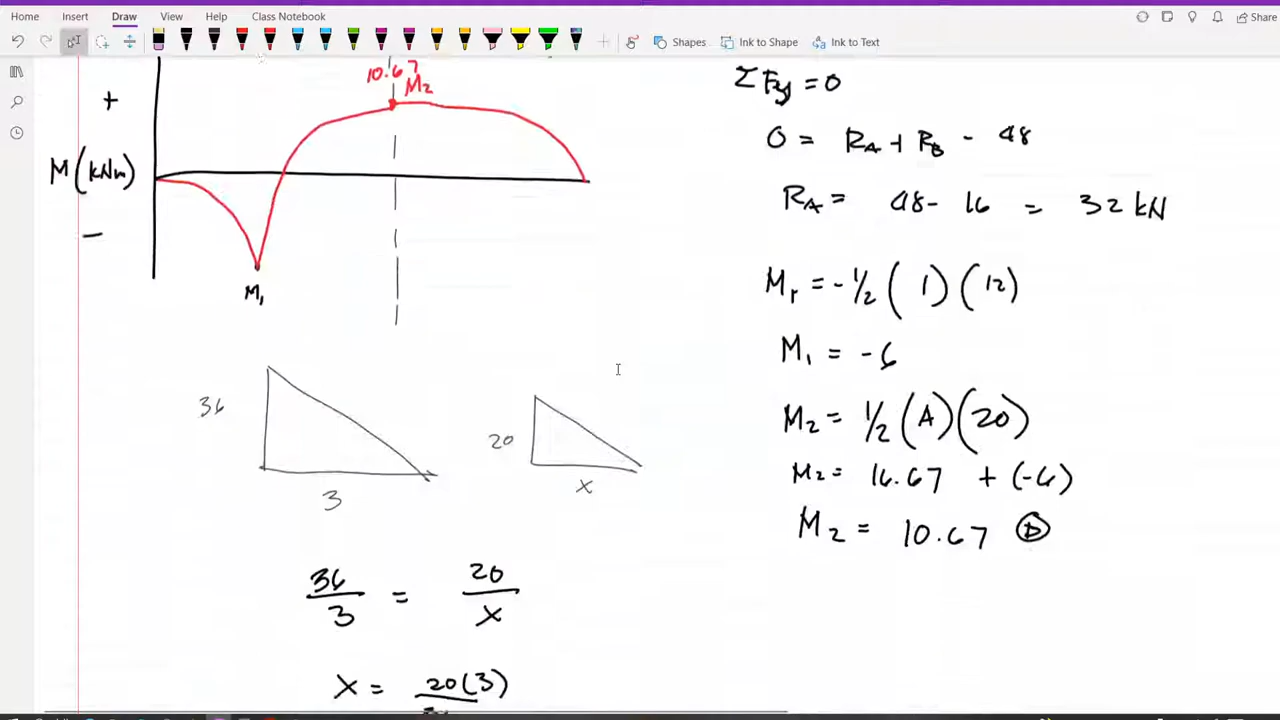 Home Insert Draw View Help Class Notebook
Share
Shapes Ink to Shape Ink to Text
10.67
M2
+
M (kNm)
−
M1
36
3
20
x
36/3 = 20/x
x = 20(3)
ΣFy = 0
0 = RA + RB - 48
RA = 48 - 16 = 32 kN
M1 = -1/2 ( 1 ) (12)
M1 = -6
M2 = 1/2 (A) (20)
M2 = 16.67 + (-6)
M2 = 10.67